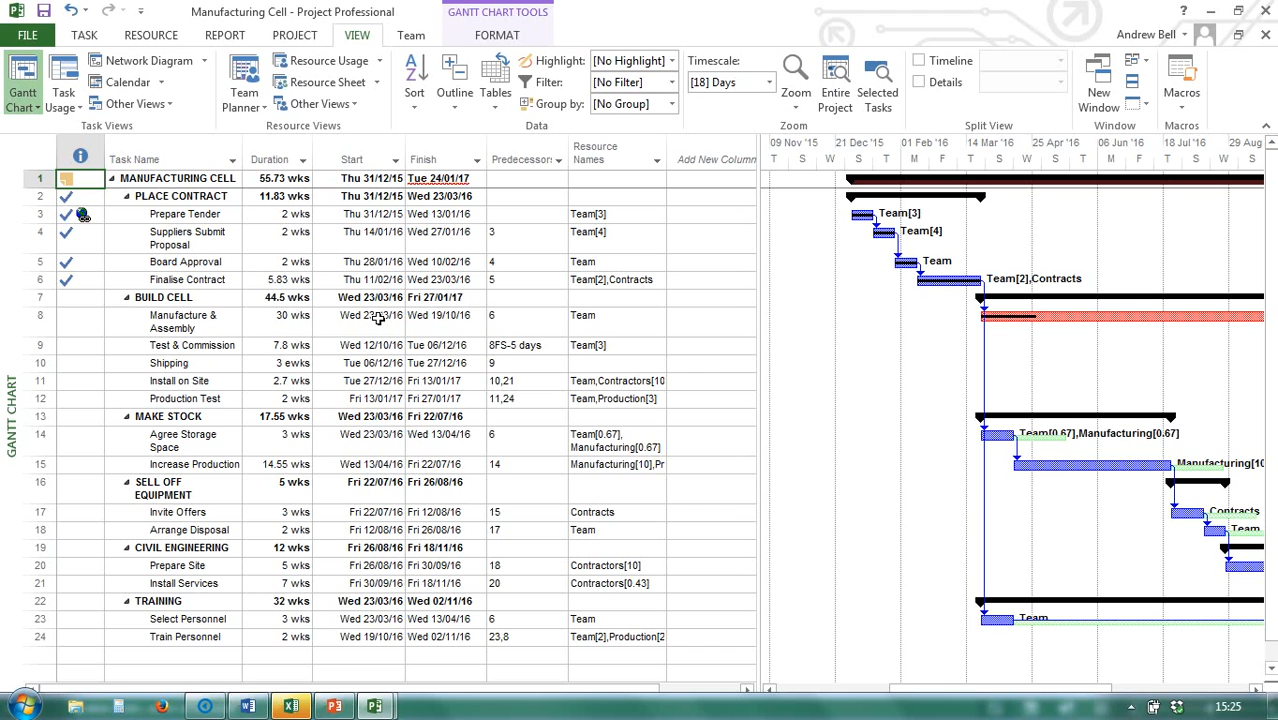 Manufacturing Cell - Project Professional
GANTT CHART TOOLS
FILE TASK RESOURCE REPORT PROJECT VIEW Team FORMAT Andrew Bell
Gantt Chart
Task Usage
Network Diagram
Calendar
Other Views
Task Views
Team Planner
Resource Usage
Resource Sheet
Other Views
Resource Views
Sort
Outline
Tables
Highlight: [No Highlight]
Filter: [No Filter]
Group by: [No Group]
Data
Timescale:
[18] Days
Zoom
Entire Project
Selected Tasks
Zoom
Timeline
Details
Split View
New Window
Window
Macros
Macros
Task Name Duration Start Finish Predecessors Resource Names Add New Column
09 Nov '15 21 Dec '15 01 Feb '16 14 Mar '16 25 Apr '16 06 Jun '16 18 Jul '16 29 Aug
T F S M T W T F S S M T W T S
1 MANUFACTURING CELL 55.73 wks Thu 31/12/15 Tue 24/01/17
2 PLACE CONTRACT 11.83 wks Thu 31/12/15 Wed 23/03/16
3 Prepare Tender 2 wks Thu 31/12/15 Wed 13/01/16 Team[3] Team[3]
4 Suppliers Submit Proposal 2 wks Thu 14/01/16 Wed 27/01/16 3 Team[4] Team[4]
5 Board Approval 2 wks Thu 28/01/16 Wed 10/02/16 4 Team Team
6 Finalise Contract 5.83 wks Thu 11/02/16 Wed 23/03/16 5 Team[2],Contracts Team[2],Contracts
7 BUILD CELL 44.5 wks Wed 23/03/16 Fri 27/01/17
8 Manufacture & Assembly 30 wks Wed 23/03/16 Wed 19/10/16 6 Team
9 Test & Commission 7.8 wks Wed 12/10/16 Tue 06/12/16 8FS-5 days Team[3]
10 Shipping 3 ewks Tue 06/12/16 Tue 27/12/16 9
11 Install on Site 2.7 wks Tue 27/12/16 Fri 13/01/17 10,21 Team,Contractors[10
12 Production Test 2 wks Fri 13/01/17 Fri 27/01/17 11,24 Team,Production[3]
13 MAKE STOCK 17.55 wks Wed 23/03/16 Fri 22/07/16
14 Agree Storage Space 3 wks Wed 23/03/16 Wed 13/04/16 6 Team[0.67], Manufacturing[0.67] Team[0.67],Manufacturing[0.67]
15 Increase Production 14.55 wks Wed 13/04/16 Fri 22/07/16 14 Manufacturing[10],Pr Manufacturing[10
16 SELL OFF EQUIPMENT 5 wks Fri 22/07/16 Fri 26/08/16
17 Invite Offers 3 wks Fri 22/07/16 Fri 12/08/16 15 Contracts Contracts
18 Arrange Disposal 2 wks Fri 12/08/16 Fri 26/08/16 17 Team Team
19 CIVIL ENGINEERING 12 wks Fri 26/08/16 Fri 18/11/16
20 Prepare Site 5 wks Fri 26/08/16 Fri 30/09/16 18 Contractors[10]
21 Install Services 7 wks Fri 30/09/16 Fri 18/11/16 20 Contractors[0.43]
22 TRAINING 32 wks Wed 23/03/16 Wed 02/11/16
23 Select Personnel 3 wks Wed 23/03/16 Wed 13/04/16 6 Team Team
24 Train Personnel 2 wks Wed 19/10/16 Wed 02/11/16 23,8 Team[2],Production[2
GANTT CHART
15:25